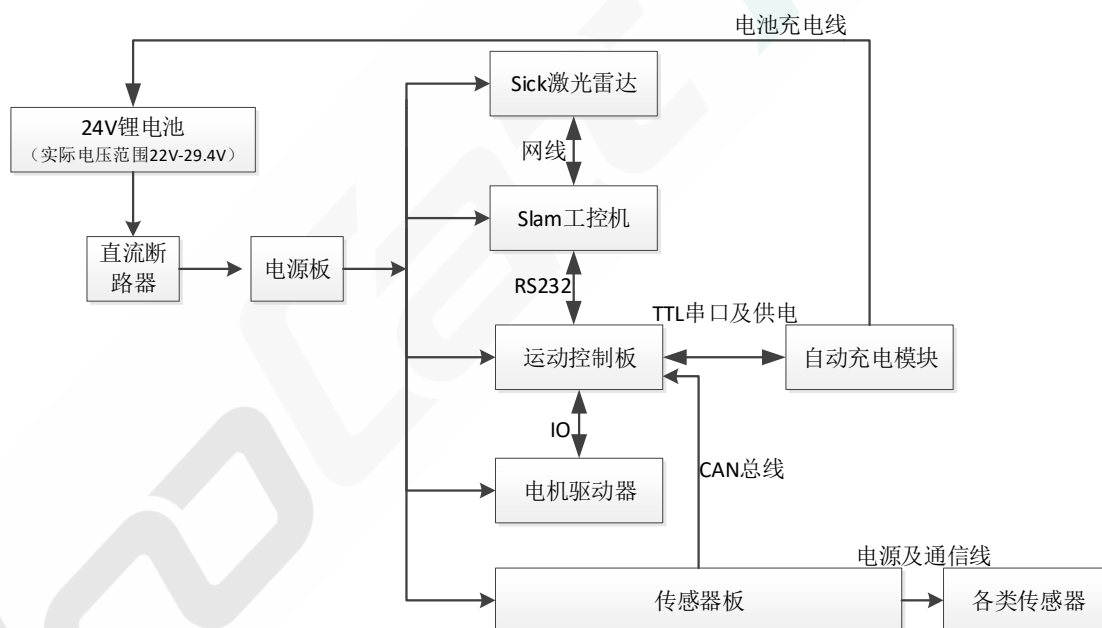 电池充电线
Sick激光雷达
24V锂电池
（实际电压范围22V-29.4V）
网线
Slam工控机
直流断
路器
电源板
RS232
TTL串口及供电
运动控制板
自动充电模块
IO
CAN总线
电机驱动器
电源及通信线
传感器板
各类传感器